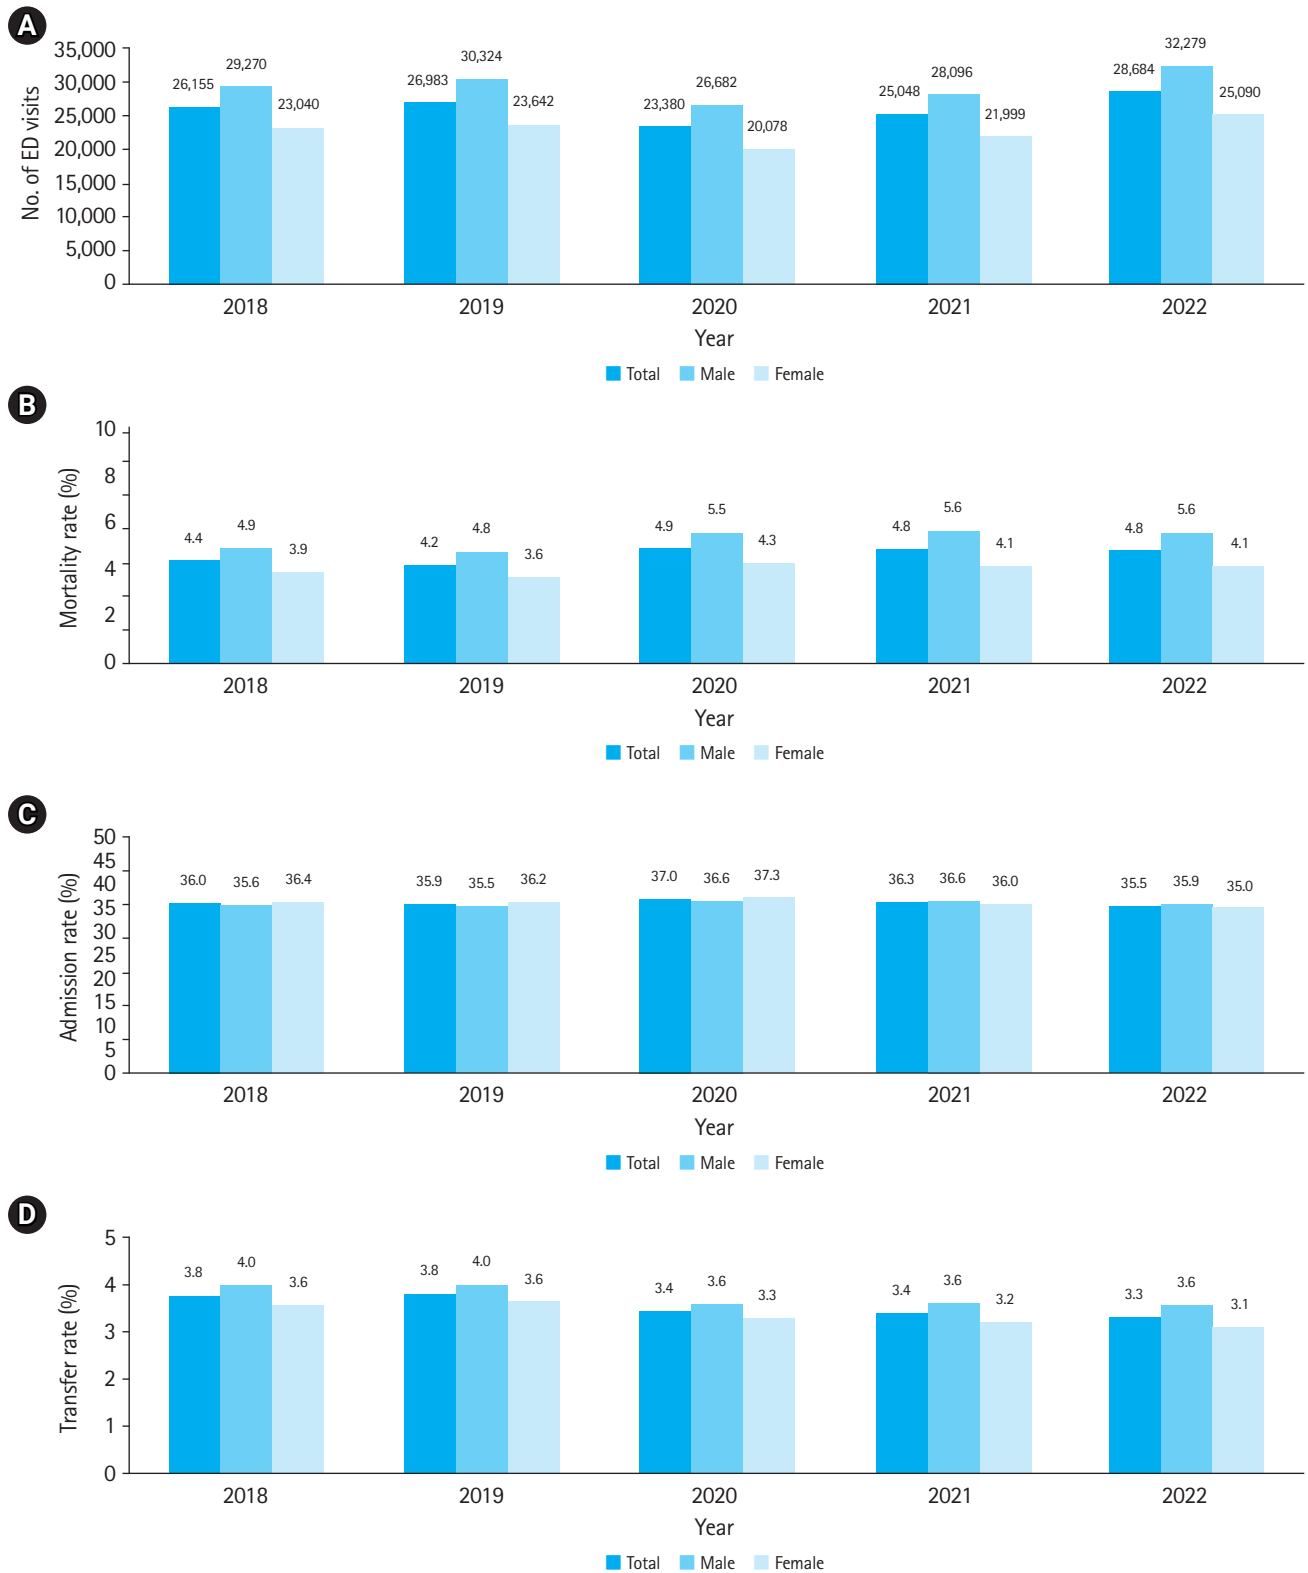 A
35,000
30,000
25,000
20,000
15,000
10,000
5,000
0
No. of ED visits
26,155 29,270 23,040
26,983 30,324 23,642
23,380 26,682 20,078
25,048 28,096 21,999
28,684 32,279 25,090
2018 2019 2020 2021 2022
Year
Total Male Female
B
10
8
6
4
2
0
Mortality rate (%)
4.4 4.9 3.9
4.2 4.8 3.6
4.9 5.5 4.3
4.8 5.6 4.1
4.8 5.6 4.1
2018 2019 2020 2021 2022
Year
Total Male Female
C
50
45
40
35
30
25
20
15
10
5
0
Admission rate (%)
36.0 35.6 36.4
35.9 35.5 36.2
37.0 36.6 37.3
36.3 36.6 36.0
35.5 35.9 35.0
2018 2019 2020 2021 2022
Year
Total Male Female
D
5
4
3
2
1
0
Transfer rate (%)
3.8 4.0 3.6
3.8 4.0 3.6
3.4 3.6 3.3
3.4 3.6 3.2
3.3 3.6 3.1
2018 2019 2020 2021 2022
Year
Total Male Female